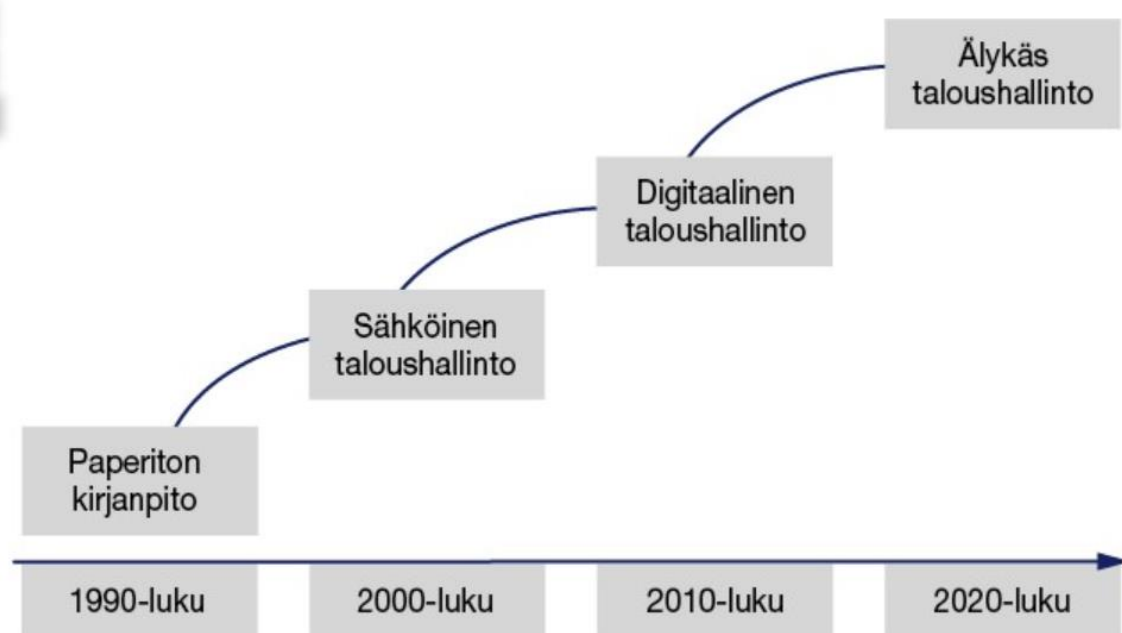 Älykäs
taloushallinto
Digitaalinen
taloushallinto
Sähköinen
taloushallinto
Paperiton
kirjanpito
1990-luku
2000-luku
2010-luku
2020-luku